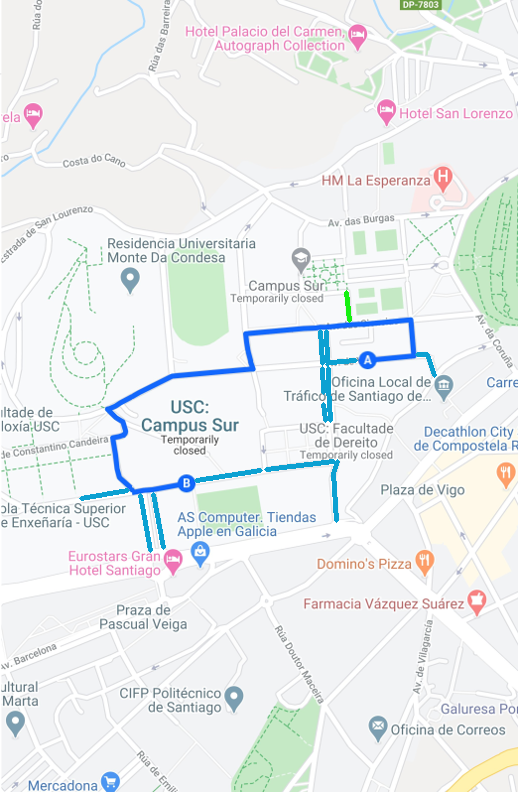 DP-7803
Hotel Palacio del Carmen,
Autograph Collection
Rúa das Barreiras
Rúa do
ela
Hotel San Lorenzo
Costa do Cano
HM La Esperanza
Av. das Burgas
Estrada de San Lourenzo
Residencia Universitaria
Monte Da Condesa
Campus Sur
Temporarily closed
Av. da Coruña
A
Oficina Local de
Tráfico de Santiago de...
Carre
USC:
Campus Sur
Temporarily
closed
ultade de
loxía USC
de Constantino Candeira
USC: Facultade
de Dereito
Temporarily closed
Decathlon City
de Compostela R
B
Plaza de Vigo
ola Técnica Superior
e Enxeñaría - USC
AS Computer. Tiendas
Apple en Galicia
Eurostars Gran
Hotel Santiago
Domino's Pizza
Farmacia Vázquez Suárez
Praza de
Pascual Veiga
Av. Barcelona
Rúa Doutor Maceira
Av. de Vilagarcía
ultural
Marta
CIFP Politécnico
de Santiago
Galuresa Por
Oficina de Correos
Rúa de Emili
Mercadona